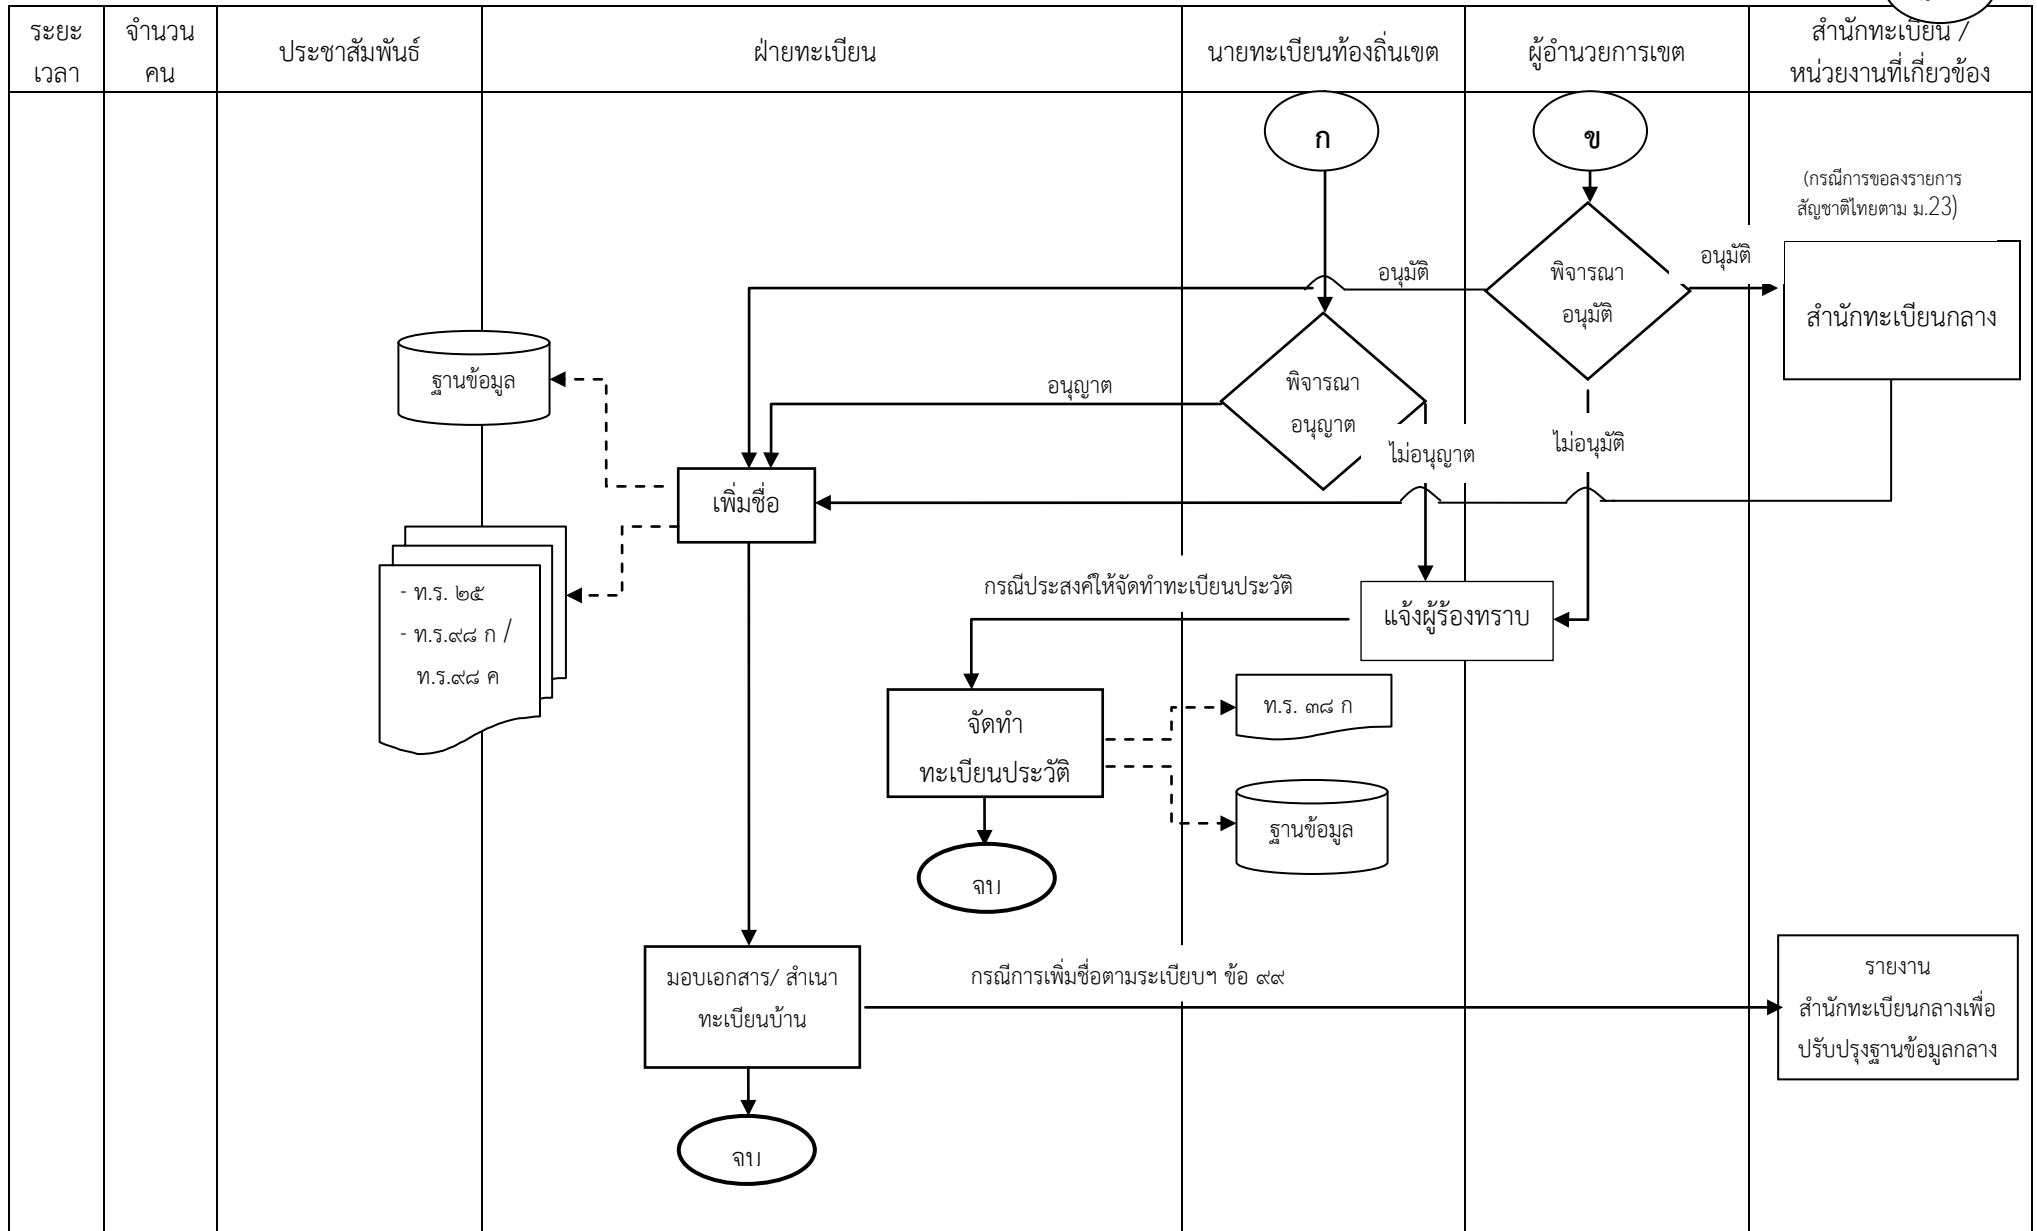 ระยะ
เวลา
จำนวน
คน
ประชาสัมพันธ์
ฝ่ายทะเบียน
นายทะเบียนท้องถิ่นเขต
ผู้อำนวยการเขต
สำนักทะเบียน /
หน่วยงานที่เกี่ยวข้อง
ก
ข
(กรณีการขอลงรายการ
สัญชาติไทยตาม ม.23)
พิจารณา
อนุมัติ
อนุมัติ
อนุมัติ
สำนักทะเบียนกลาง
ฐานข้อมูล
อนุญาต
พิจารณา
อนุญาต
ไม่อนุญาต
ไม่อนุมัติ
เพิ่มชื่อ
- ท.ร. ๒๕
- ท.ร.๙๘ ก /
ท.ร.๙๘ ค
กรณีประสงค์ให้จัดทำทะเบียนประวัติ
แจ้งผู้ร้องทราบ
จัดทำ
ทะเบียนประวัติ
ท.ร. ๓๘ ก
ฐานข้อมูล
จบ
มอบเอกสาร/ สำเนา
ทะเบียนบ้าน
กรณีการเพิ่มชื่อตามระเบียบฯ ข้อ ๙๙
รายงาน
สำนักทะเบียนกลางเพื่อ
ปรับปรุงฐานข้อมูลกลาง
จบ